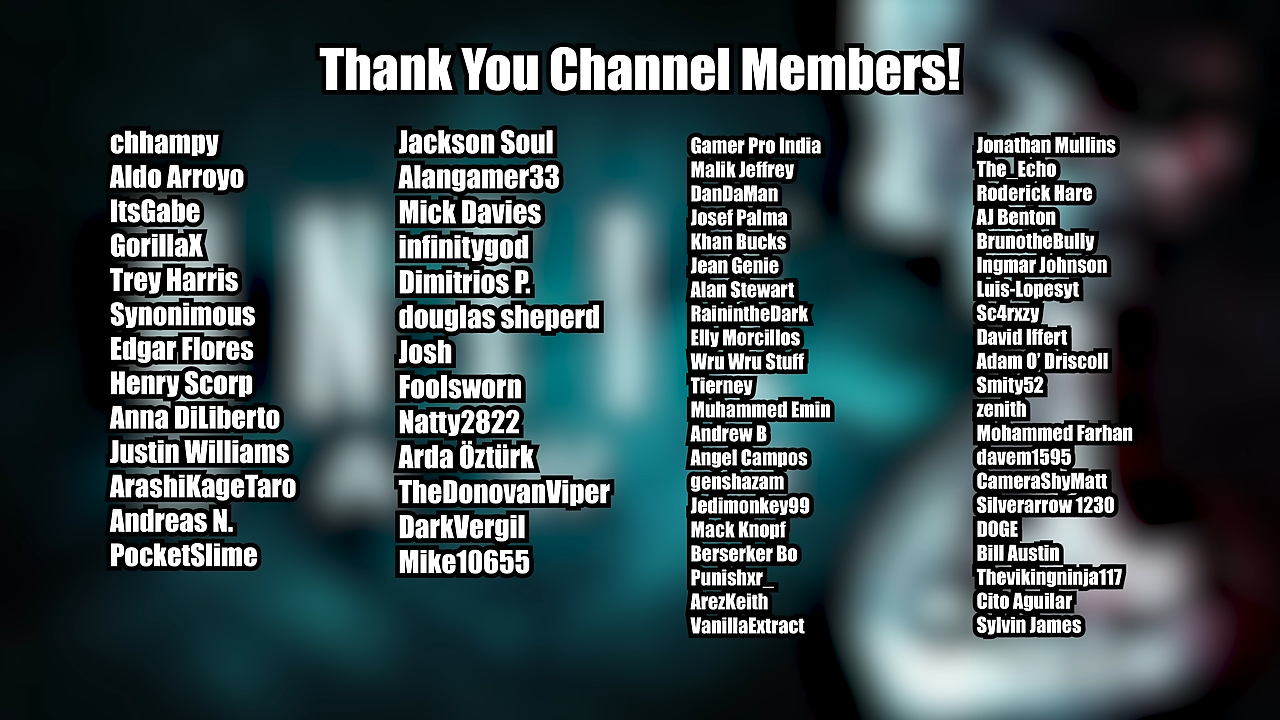 Thank You Channel Members!
chhampy
Aldo Arroyo
ItsGabe
GorillaX
Trey Harris
Synonimous
Edgar Flores
Henry Scorp
Anna DiLiberto
Justin Williams
ArashiKageTaro
Andreas N.
PocketSlime
Jackson Soul
Alangamer33
Mick Davies
infinitygod
Dimitrios P.
douglas sheperd
Josh
Foolsworn
Natty2822
Arda Öztürk
TheDonovanViper
DarkVergil
Mike10655
Gamer Pro India
Malik Jeffrey
DanDaMan
Josef Palma
Khan Bucks
Jean Genie
Alan Stewart
RainintheDark
Elly Morcillos
Wru Wru Stuff
Tierney
Muhammed Emin
Andrew B
Angel Campos
genshazam
Jedimonkey99
Mack Knopf
Berserker Bo
Punishxr_
ArezKeith
VanillaExtract
Jonathan Mullins
The_Echo
Roderick Hare
AJ Benton
BrunotheBully
Ingmar Johnson
Luis-Lopesyt
Sc4rxzy
David Iffert
Adam O’ Driscoll
Smity52
zenith
Mohammed Farhan
davem1595
CameraShyMatt
Silverarrow 1230
DOGE
Bill Austin
Thevikingninja117
Cito Aguilar
Sylvin James